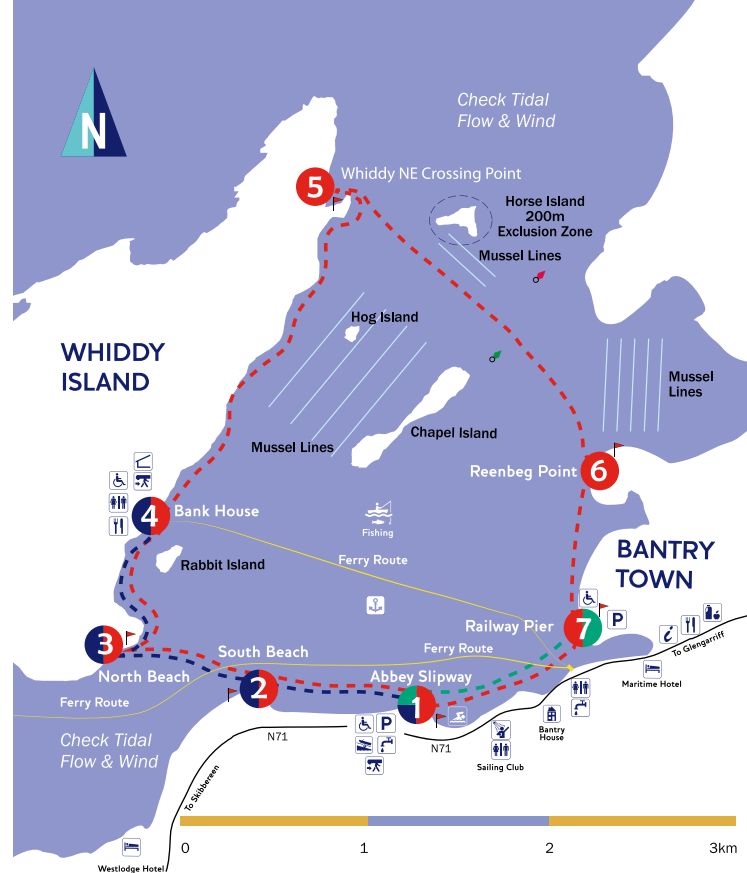 Check Tidal
Flow & Wind
N
5
Whiddy NE Crossing Point
Horse Island
200m
Exclusion Zone
Mussel Lines
Hog Island
WHIDDY
ISLAND
Mussel
Lines
Chapel Island
Mussel Lines
Reenbeg Point
6
4
Bank House
Fishing
Ferry Route
BANTRY
TOWN
Rabbit Island
P
Railway Pier
7
3
South Beach
Ferry Route
To Glengarriff
i
North Beach
Abbey Slipway
Maritime Hotel
2
1
Ferry Route
P
Bantry
House
Check Tidal
Flow & Wind
N71
N71
Sailing Club
To Skibbereen
0
1
2
3km
Westlodge Hotel